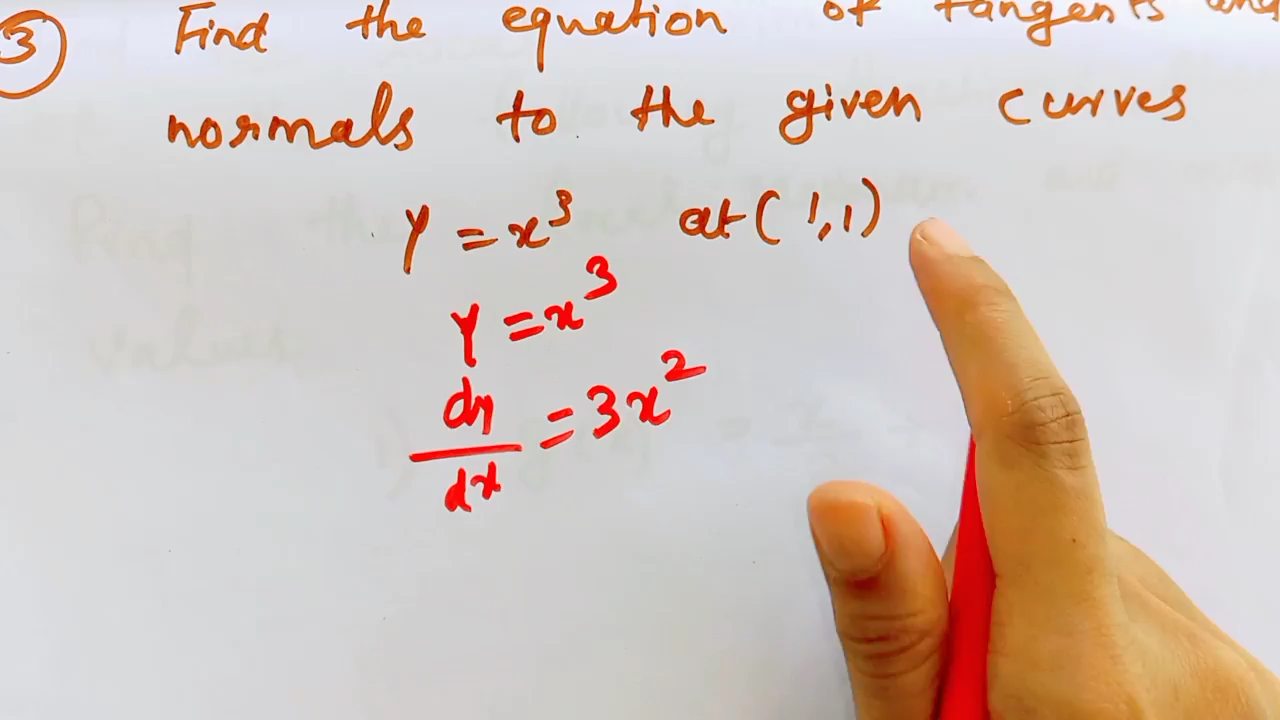 3 Find the equation of tangents and
normals to the given curves
y = x³ at (1,1)
y = x³
dy/dx = 3x²